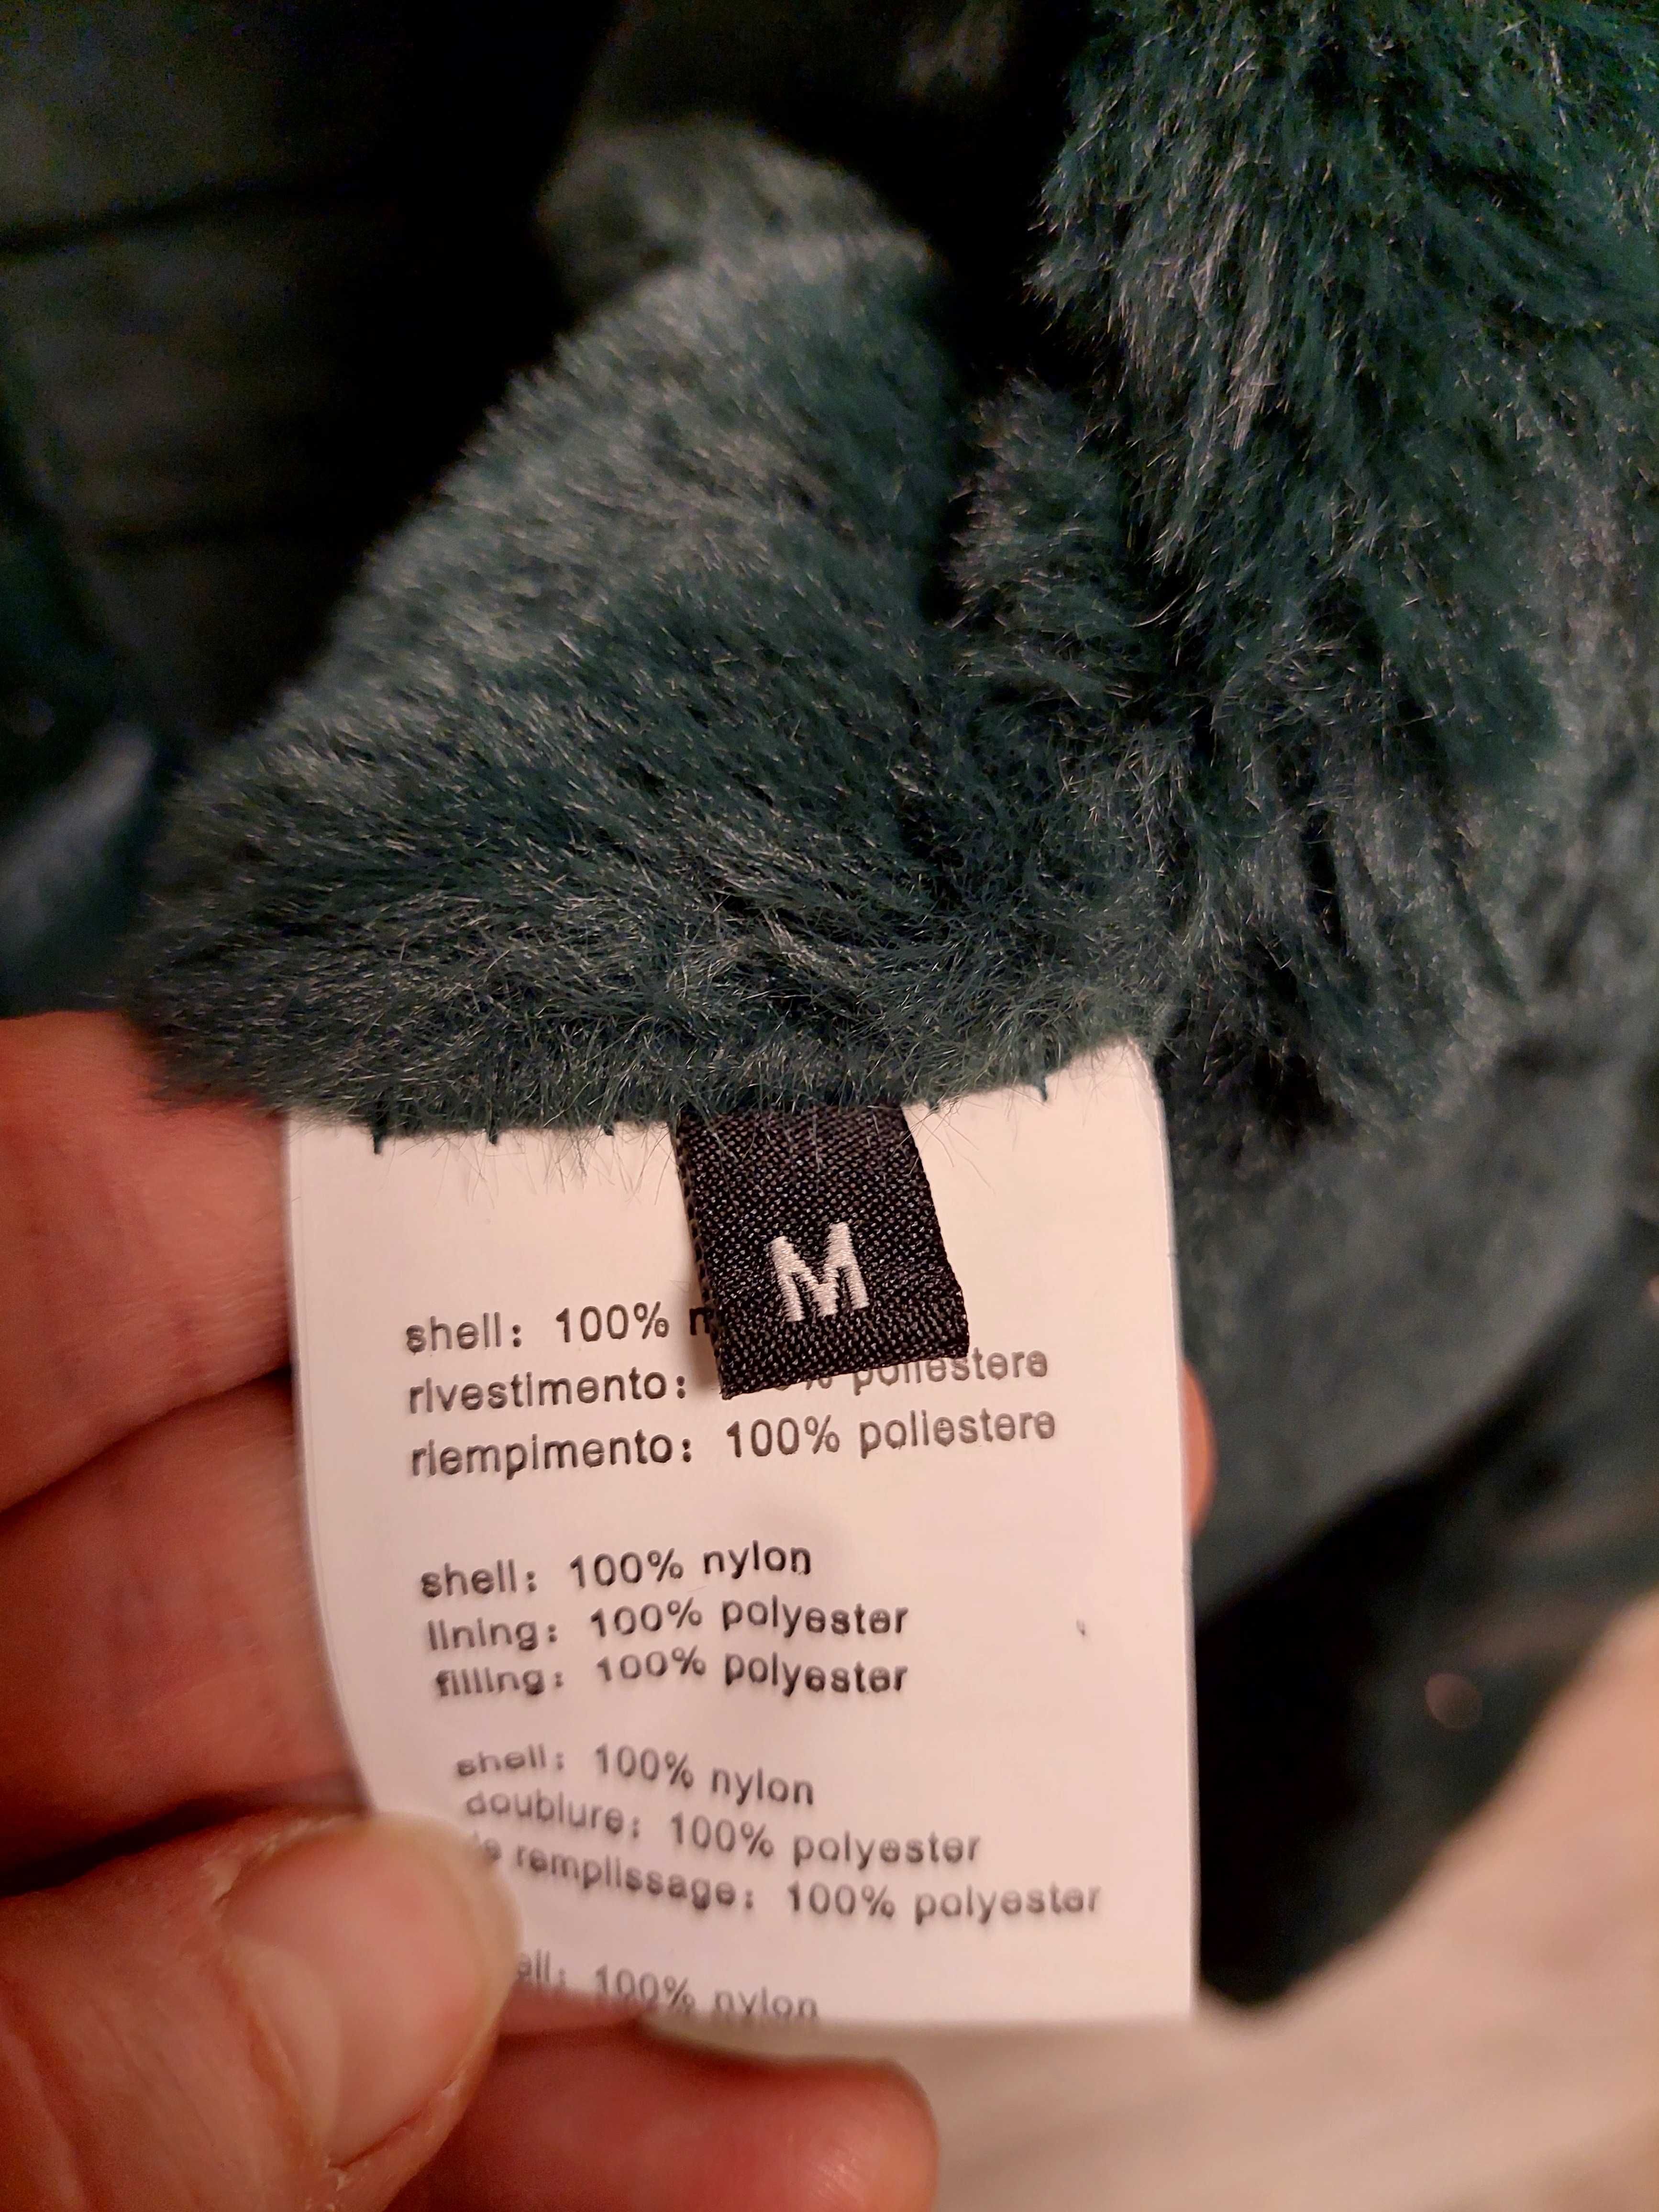 M
shell: 100%
rivestimento: % poliestere
riempimento: 100% poliestere
shell: 100% nylon
lining: 100% polyester
filling: 100% polyester
shell: 100% nylon
doublure: 100% polyester
remplissage: 100% polyester
100% nylon